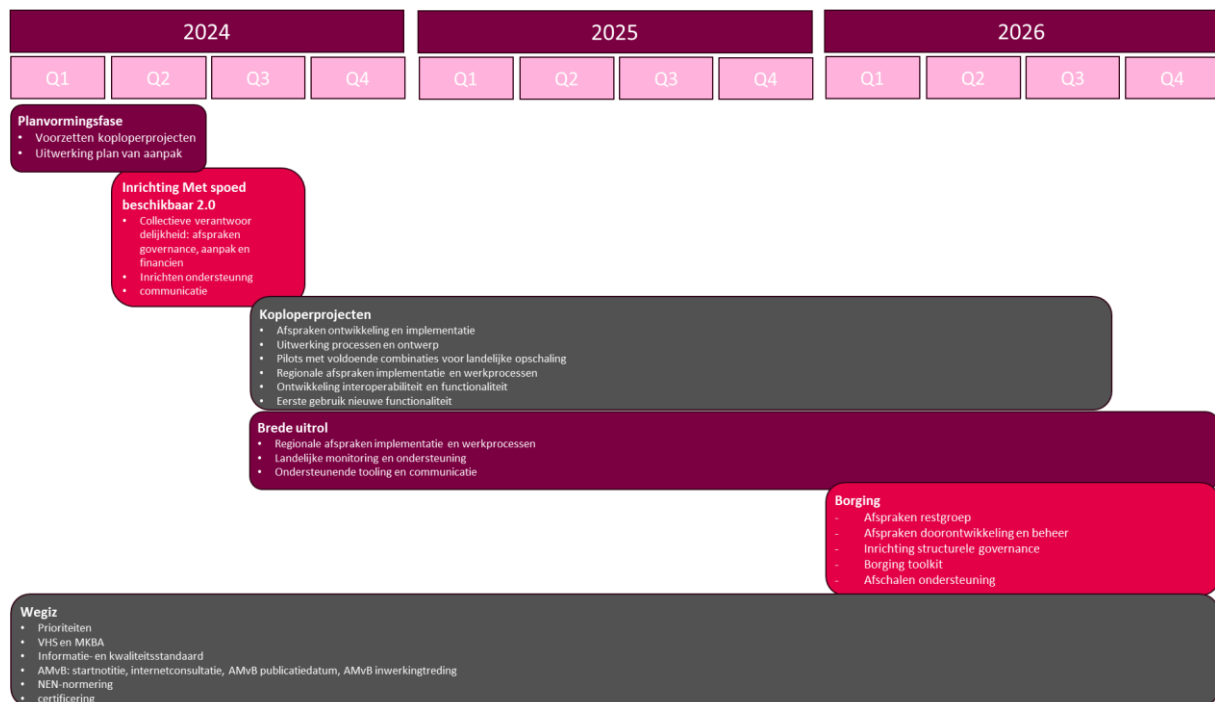 2024
2025
2026
Q1
Q2
Q3
Q4
Q1
Q2
Q3
Q4
Q1
Q2
Q3
Q4
Planvormingsfase
• Voorzetten koploperprojecten
• Uitwerking plan van aanpak
Inrichting Met spoed
beschikbaar 2.0
• Collectieve verantwoor
delijkheid: afspraken
governance, aanpak en
financien
• Inrichten ondersteunng
• communicatie
Koploperprojecten
• Afspraken ontwikkeling en implementatie
• Uitwerking processen en ontwerp
• Pilots met voldoende combinaties voor landelijke opschaling
• Regionale afspraken implementatie en werkprocessen
• Ontwikkeling interoperabiliteit en functionaliteit
• Eerste gebruik nieuwe functionaliteit
Brede uitrol
• Regionale afspraken implementatie en werkprocessen
• Landelijke monitoring en ondersteuning
• Ondersteunende tooling en communicatie
Borging
- Afspraken restgroep
- Afspraken doorontwikkeling en beheer
- Inrichting structurele governance
- Borging toolkit
- Afschalen ondersteuning
Wegiz
• Prioriteiten
• VHS en MKBA
• Informatie- en kwaliteitsstandaard
• AMvB: startnotitie, internetconsultatie, AMvB publicatiedatum, AMvB inwerkingtreding
• NEN-normering
• certificering